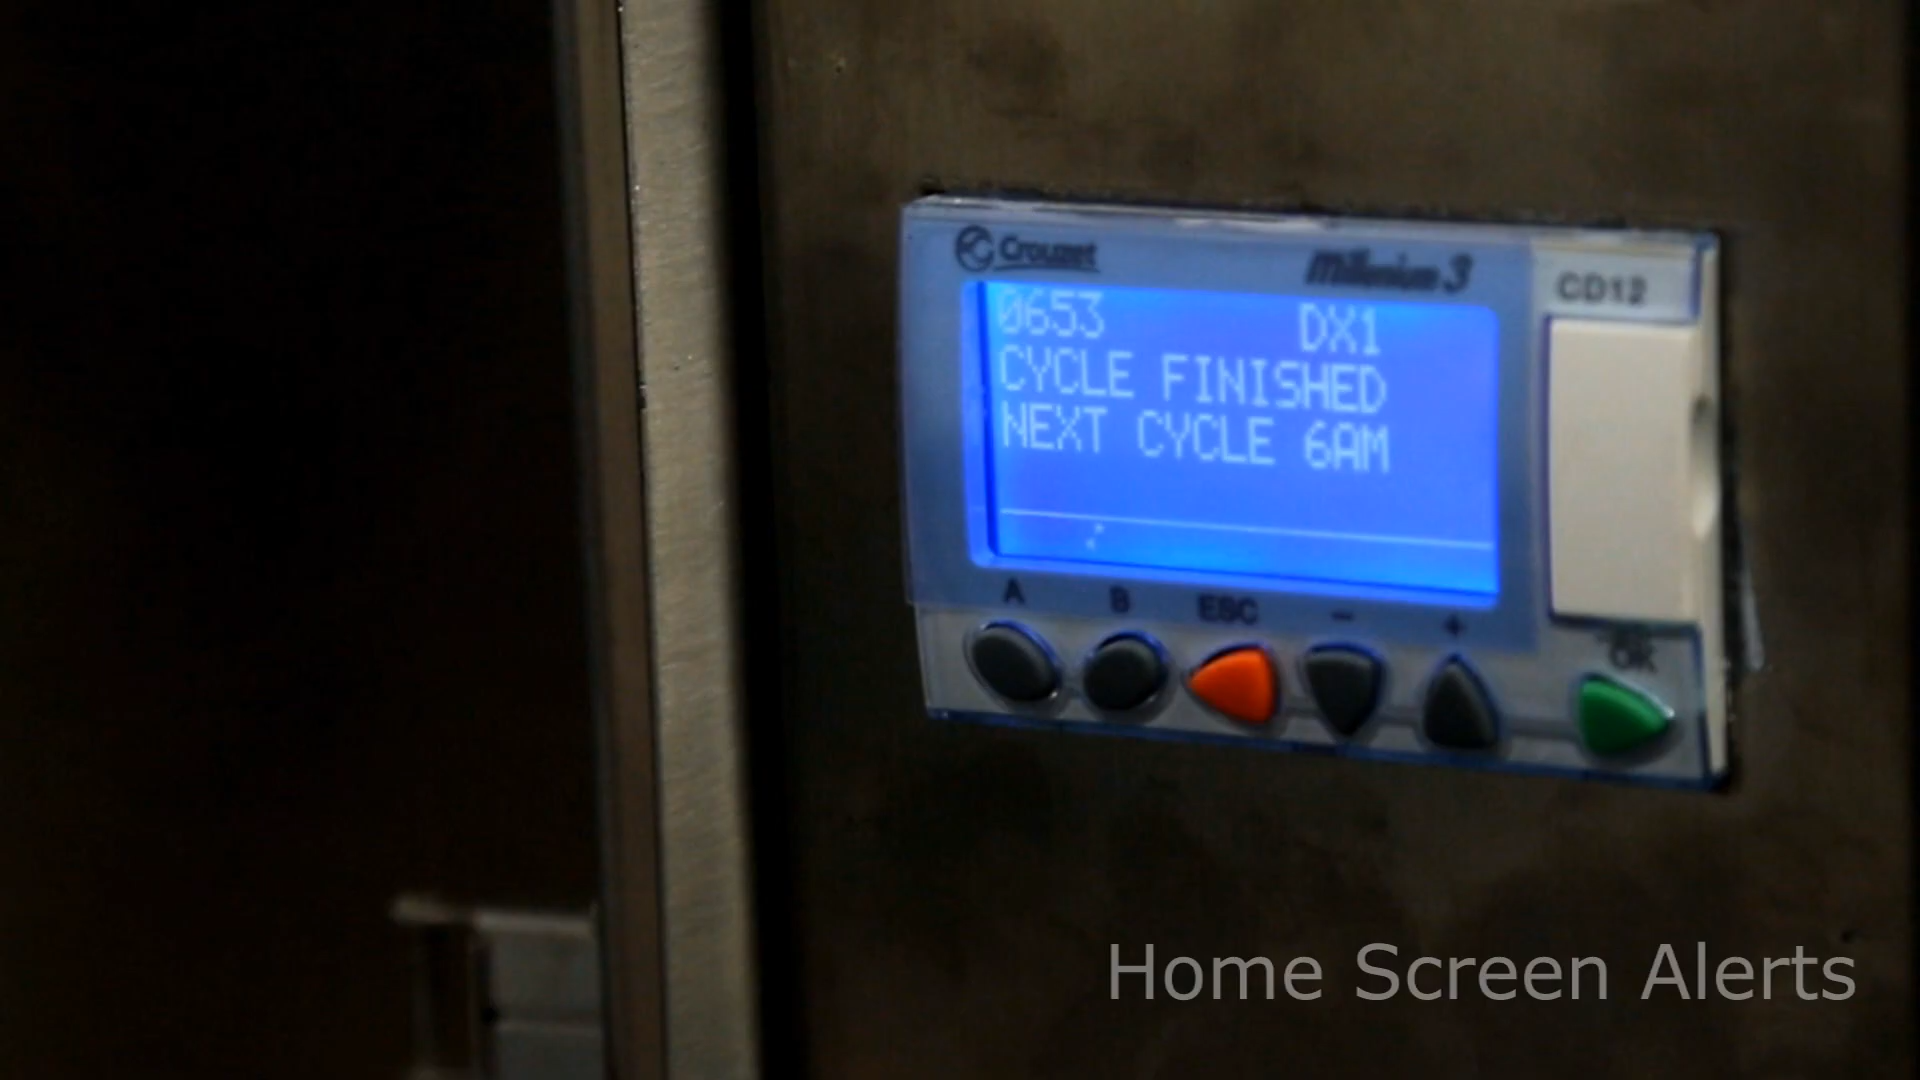 Crouzet Millenium 3 CD12
0653 DX1
CYCLE FINISHED
NEXT CYCLE 6AM
A B ESC - +
OK
Home Screen Alerts